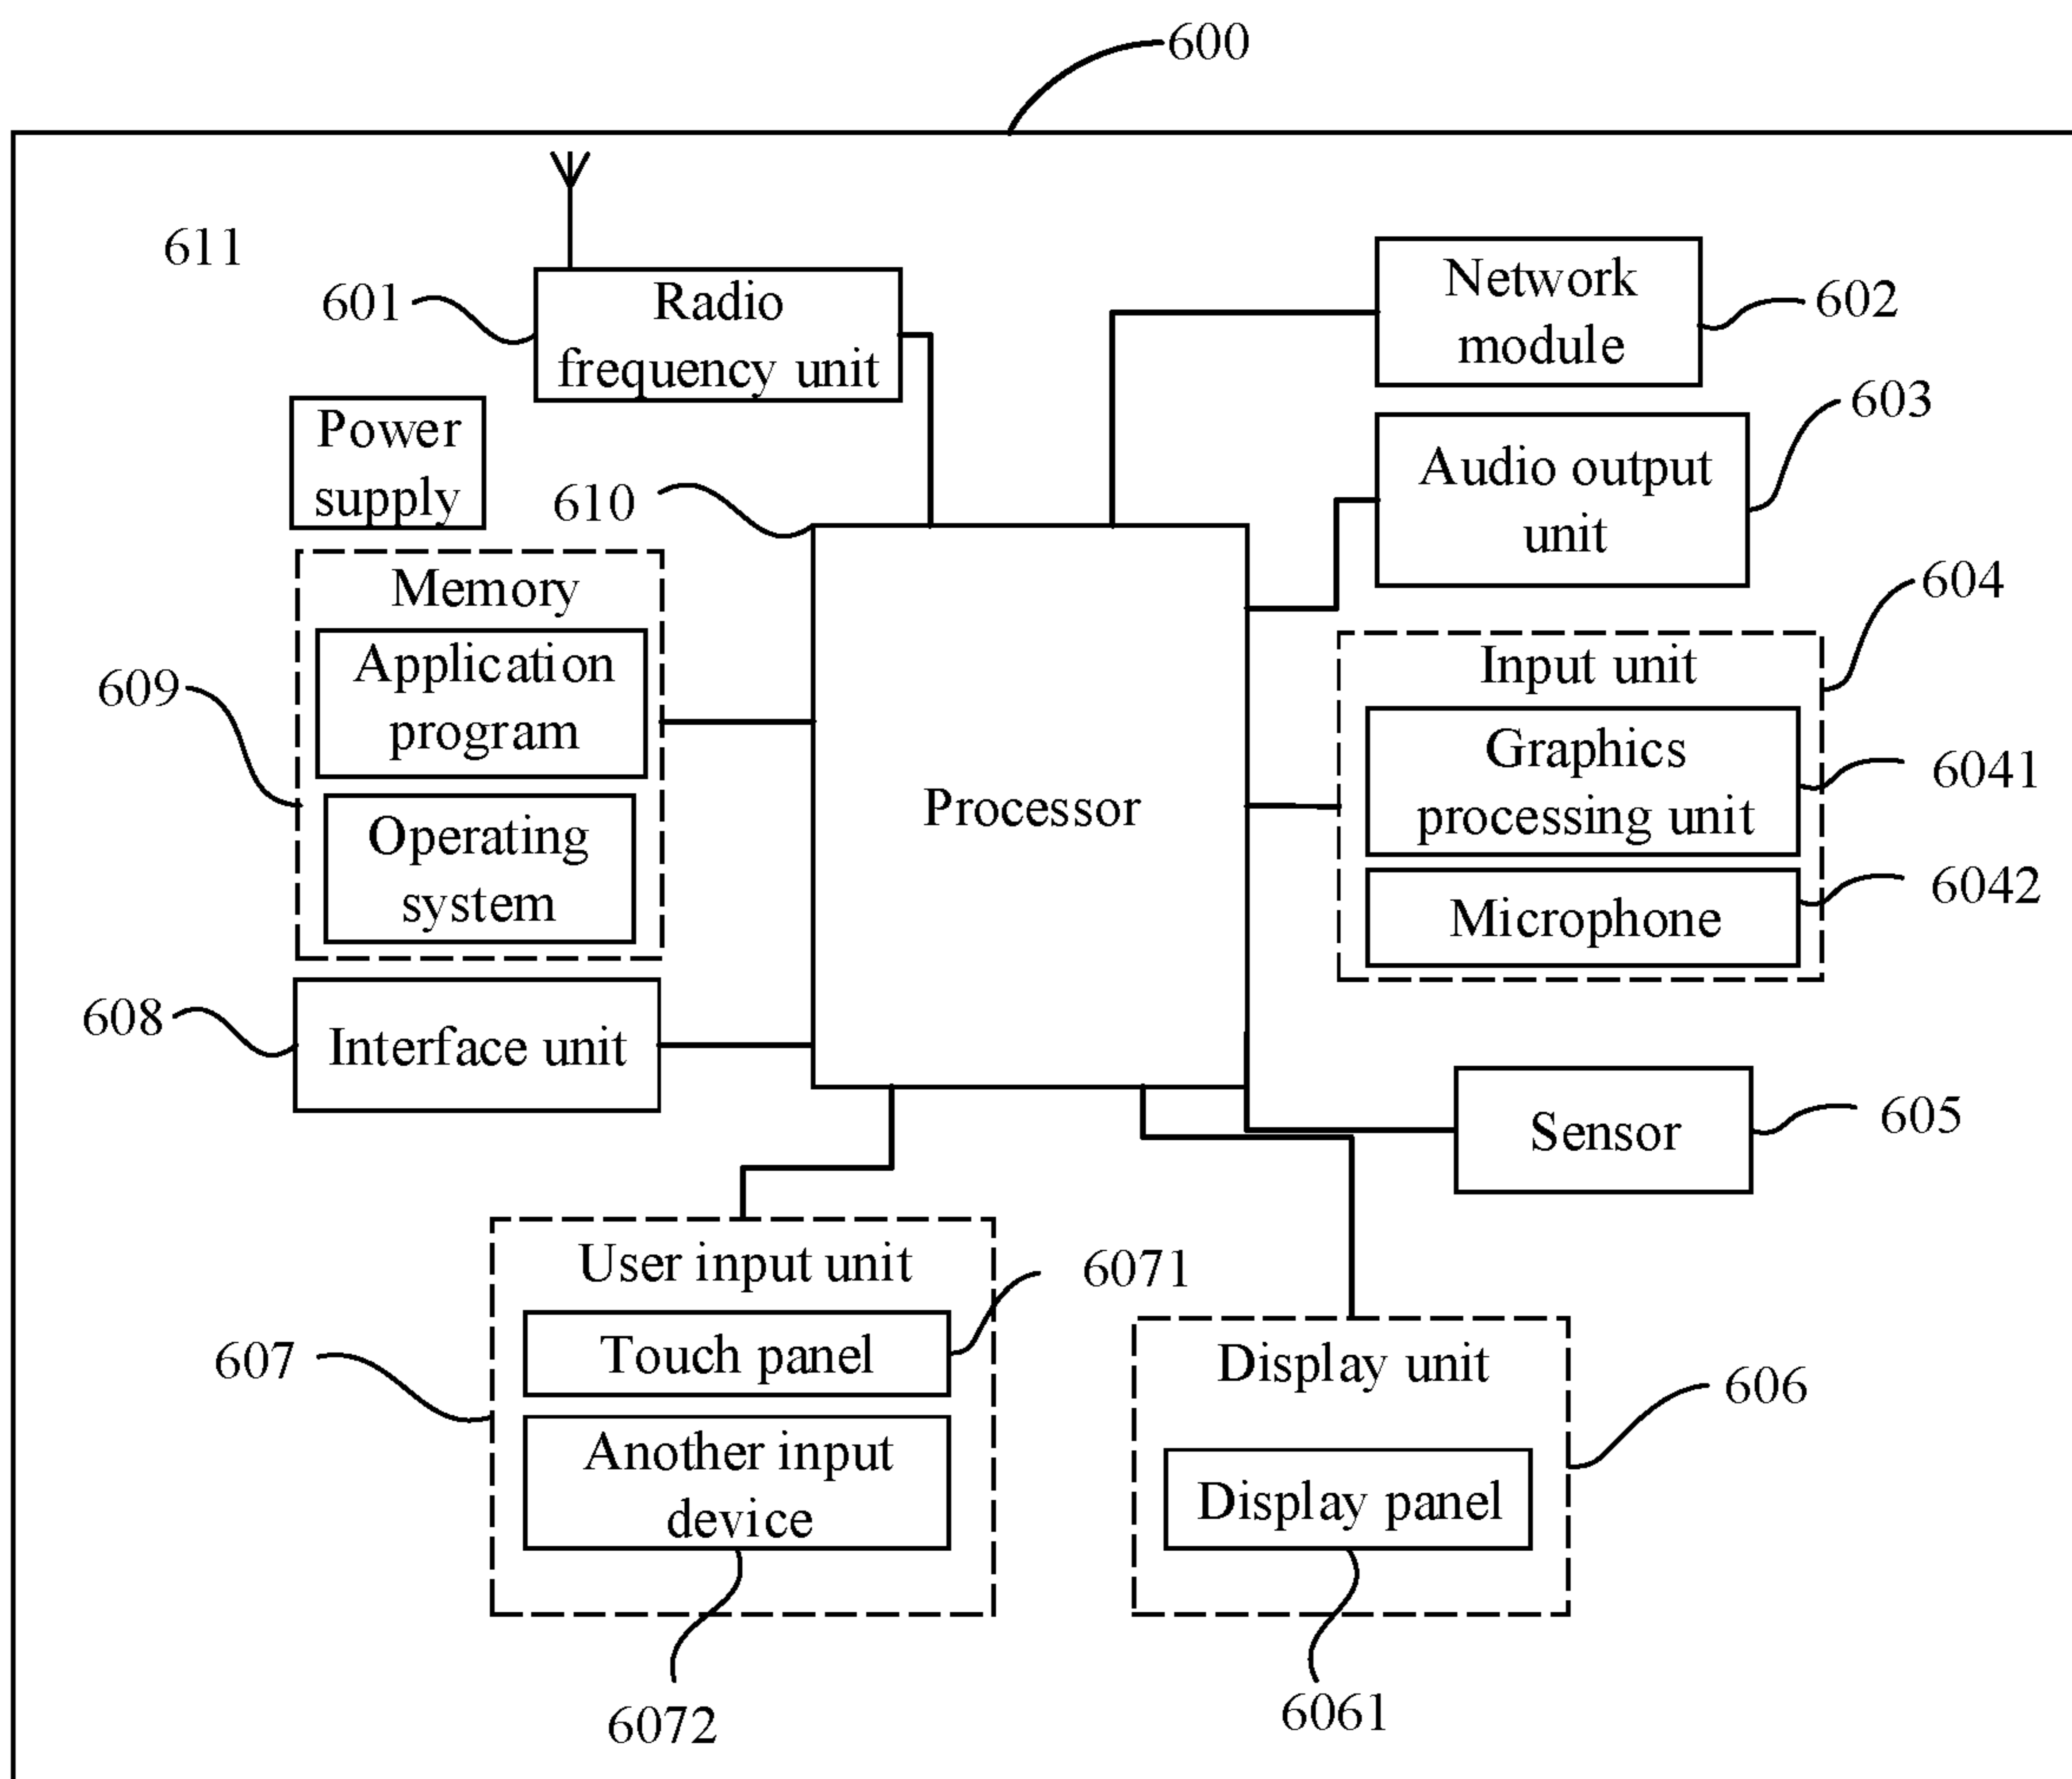 600
611
601
Radio
frequency unit
Network
module
602
603
Power
supply
Audio output
unit
610
604
Memory
Application
program
609
Operating
system
Processor
Input unit
Graphics
processing unit
6041
Microphone
6042
608
Interface unit
Sensor
605
User input unit
6071
Touch panel
607
Another input
device
6072
Display unit
606
Display panel
6061